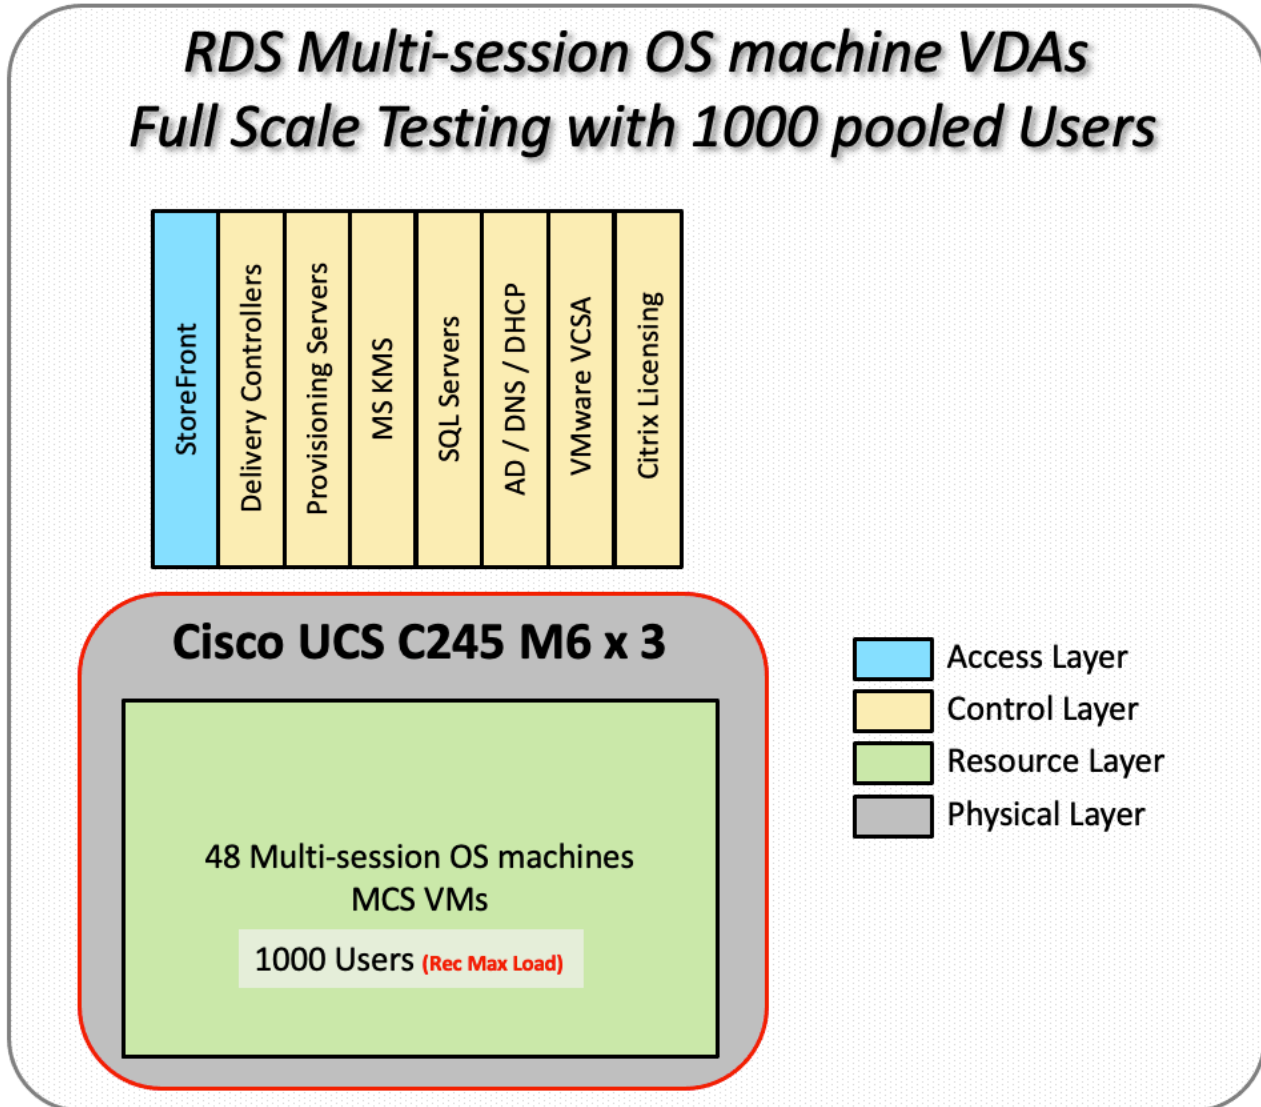 RDS Multi-session OS machine VDAs
Full Scale Testing with 1000 pooled Users
StoreFront
Delivery Controllers
Provisioning Servers
MS KMS
SQL Servers
AD / DNS / DHCP
VMware VCSA
Citrix Licensing
Cisco UCS C245 M6 x 3
48 Multi-session OS machines
MCS VMs
1000 Users (Rec Max Load)
Access Layer
Control Layer
Resource Layer
Physical Layer